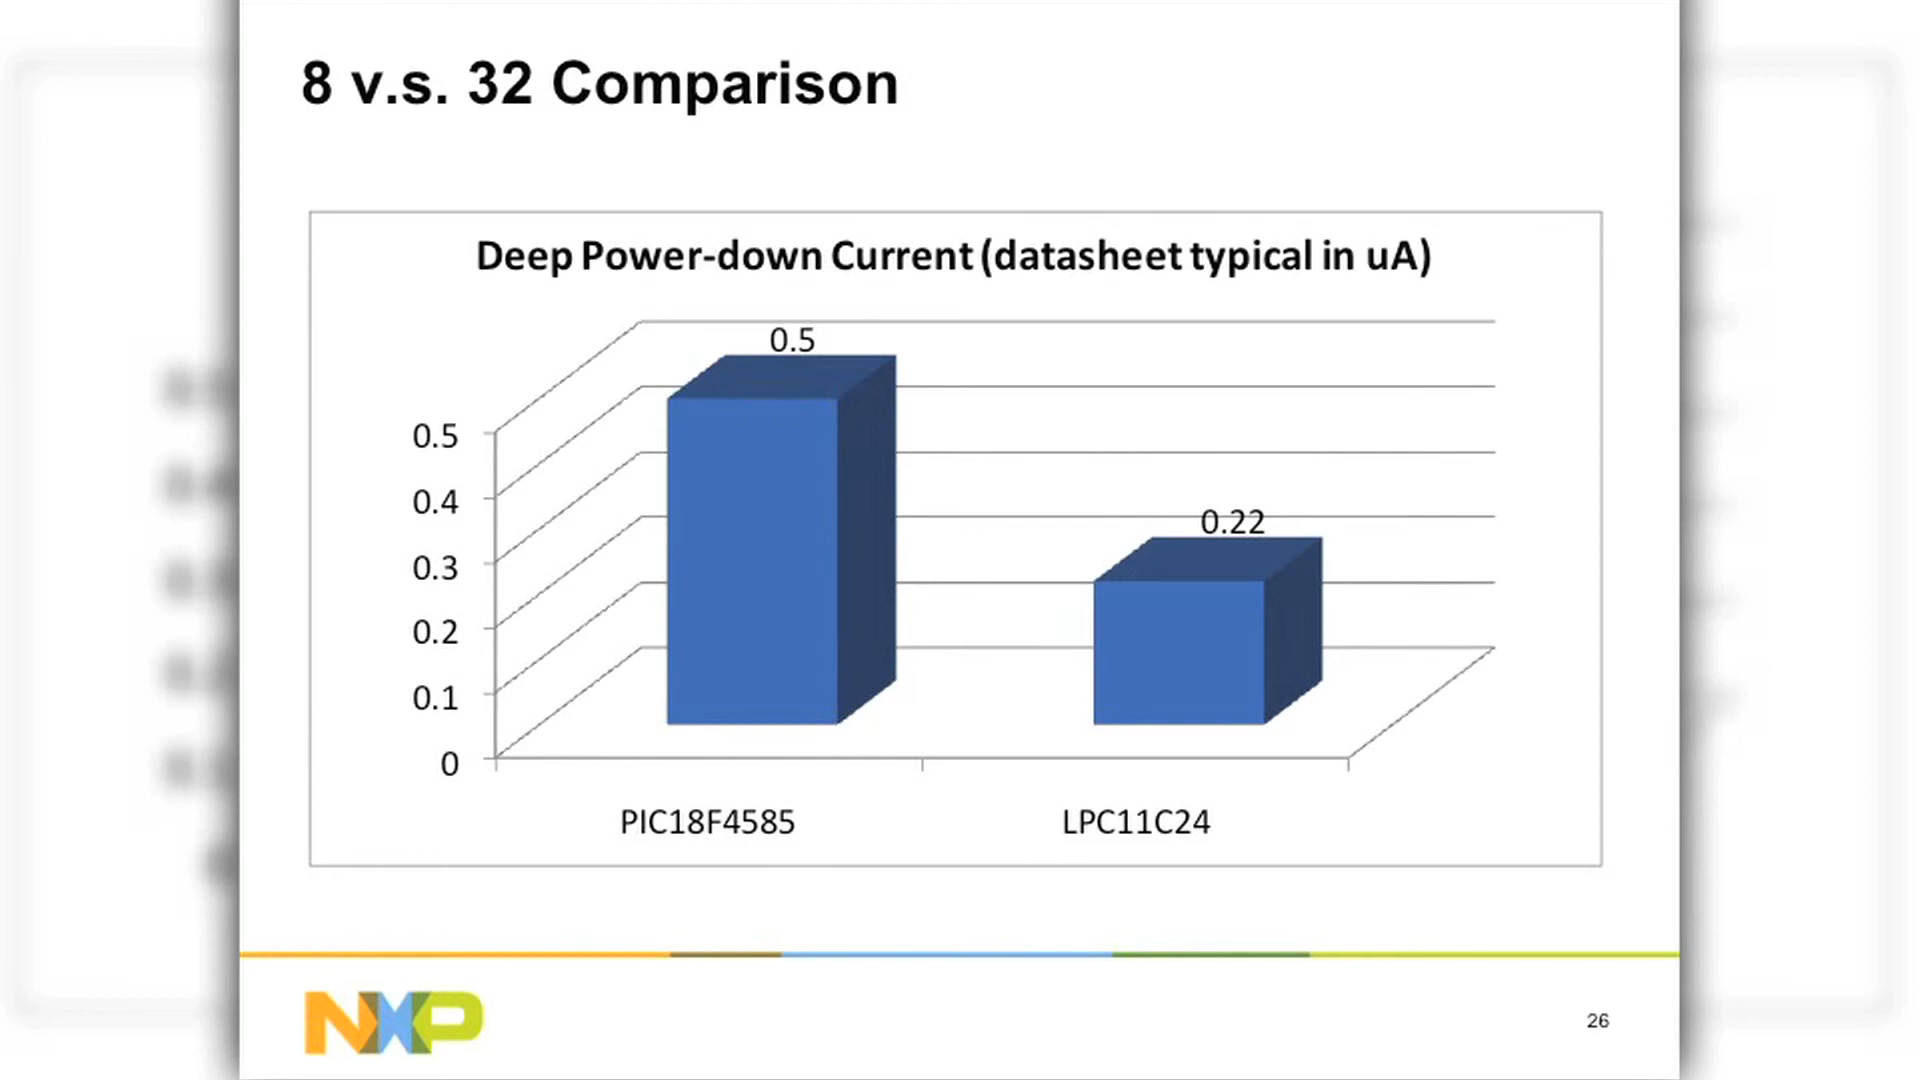 8 v.s. 32 Comparison
Deep Power-down Current (datasheet typical in uA)
0.5
0.22
0.5
0.4
0.3
0.2
0.1
0
PIC18F4585
LPC11C24
NXP
26